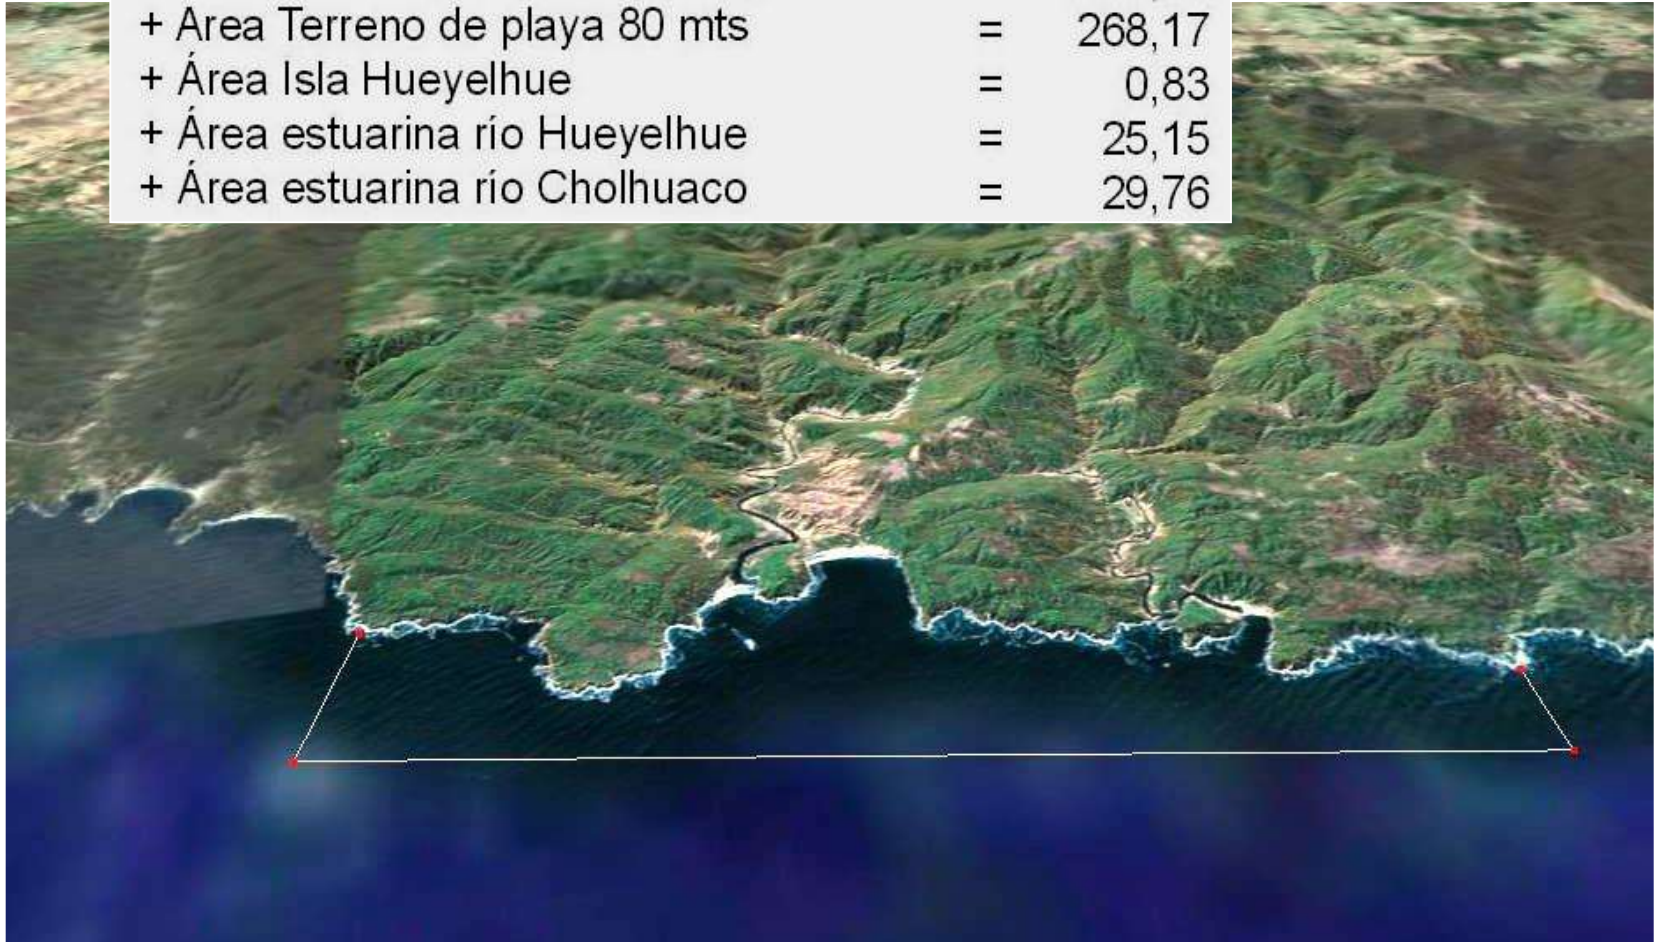 + Area Terreno de playa 80 mts = 268,17
+ Área Isla Hueyelhue = 0,83
+ Área estuarina río Hueyelhue = 25,15
+ Área estuarina río Cholhuaco = 29,76